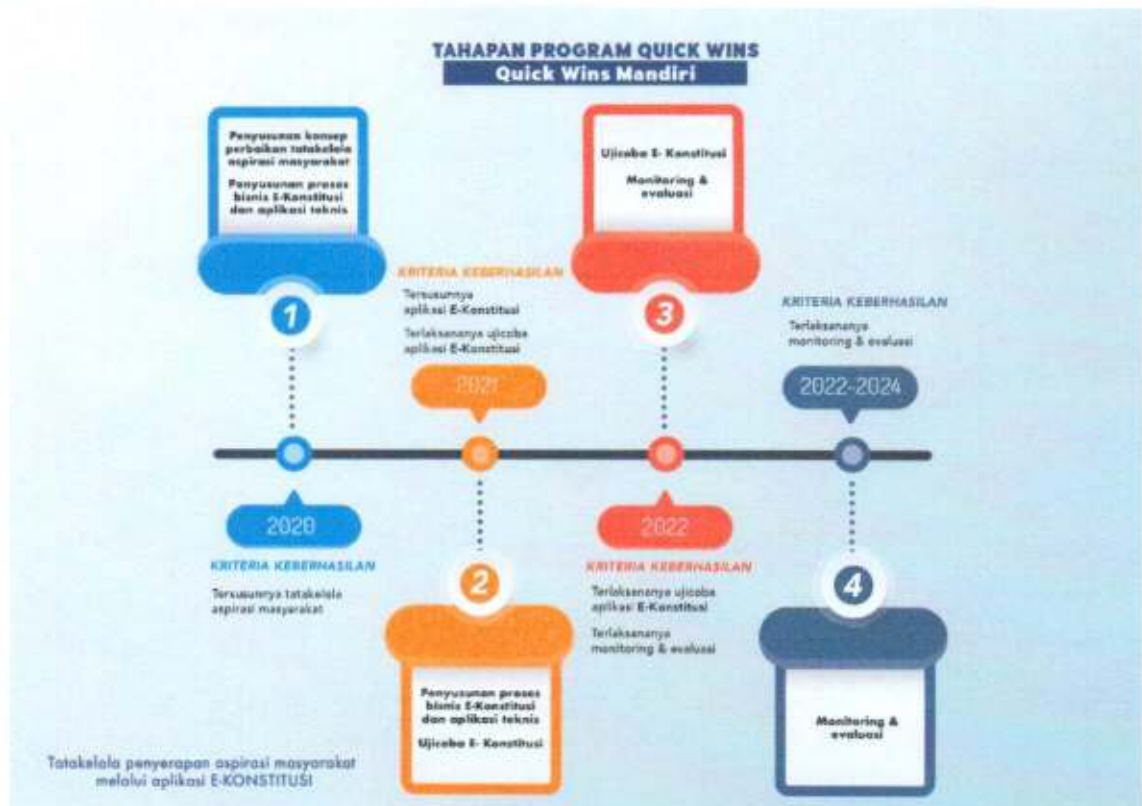 TAHAPAN PROGRAM QUICK WINS
Quick Wins Mandiri
Penyusunan konsep
perbaikan tatakelola
aspirasi masyarakat
Penyusunan proses
bisnis E-Konstitusi
dan aplikasi teknis
1
2020
KRITERIA KEBERHASILAN
Tersusunnya tatakelola
aspirasi masyarakat
KRITERIA KEBERHASILAN
Tersusunnya
aplikasi E-Konstitusi
Terlaksananya ujicoba
aplikasi E-Konstitusi
2021
2
Penyusunan proses
bisnis E-Konstitusi
dan aplikasi teknis
Ujicoba E- Konstitusi
Ujicoba E- Konstitusi
Monitoring &
evaluasi
3
2022
KRITERIA KEBERHASILAN
Terlaksananya ujicoba
aplikasi E-Konstitusi
Terlaksananya
monitoring & evaluasi
KRITERIA KEBERHASILAN
Terlaksananya
monitoring & evaluasi
2022-2024
4
Monitoring &
evaluasi
Tatakelola penyerapan aspirasi masyarakat
melalui aplikasi E-KONSTITUSI